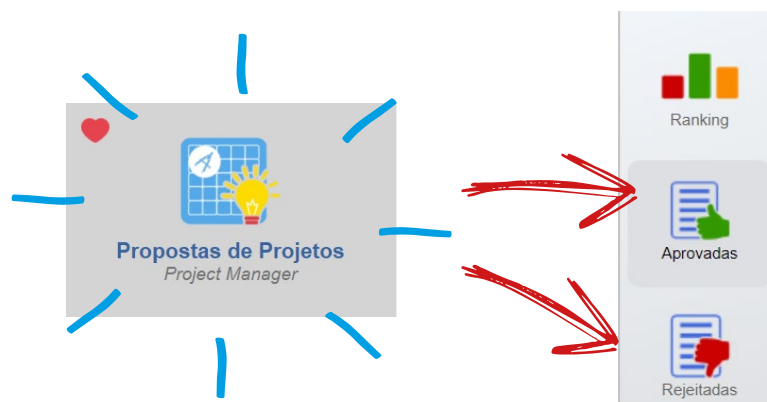 Propostas de Projetos
Project Manager
Ranking
Aprovadas
Rejeitadas